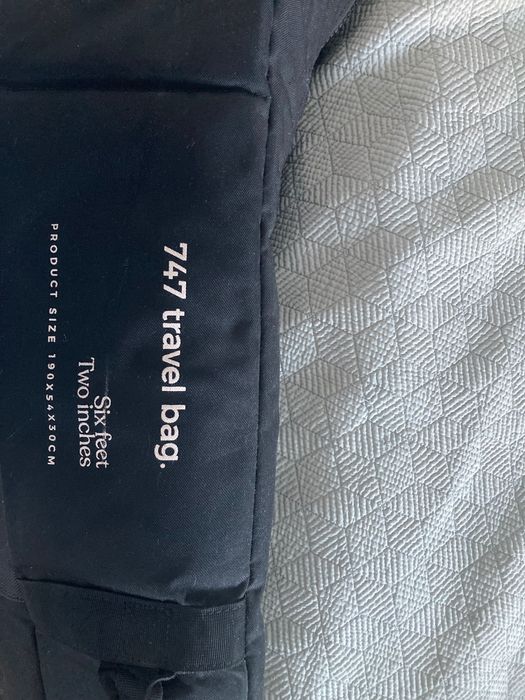 747 travel bag.
Six feet
Two inches
PRODUCT SIZE 190X54X30CM